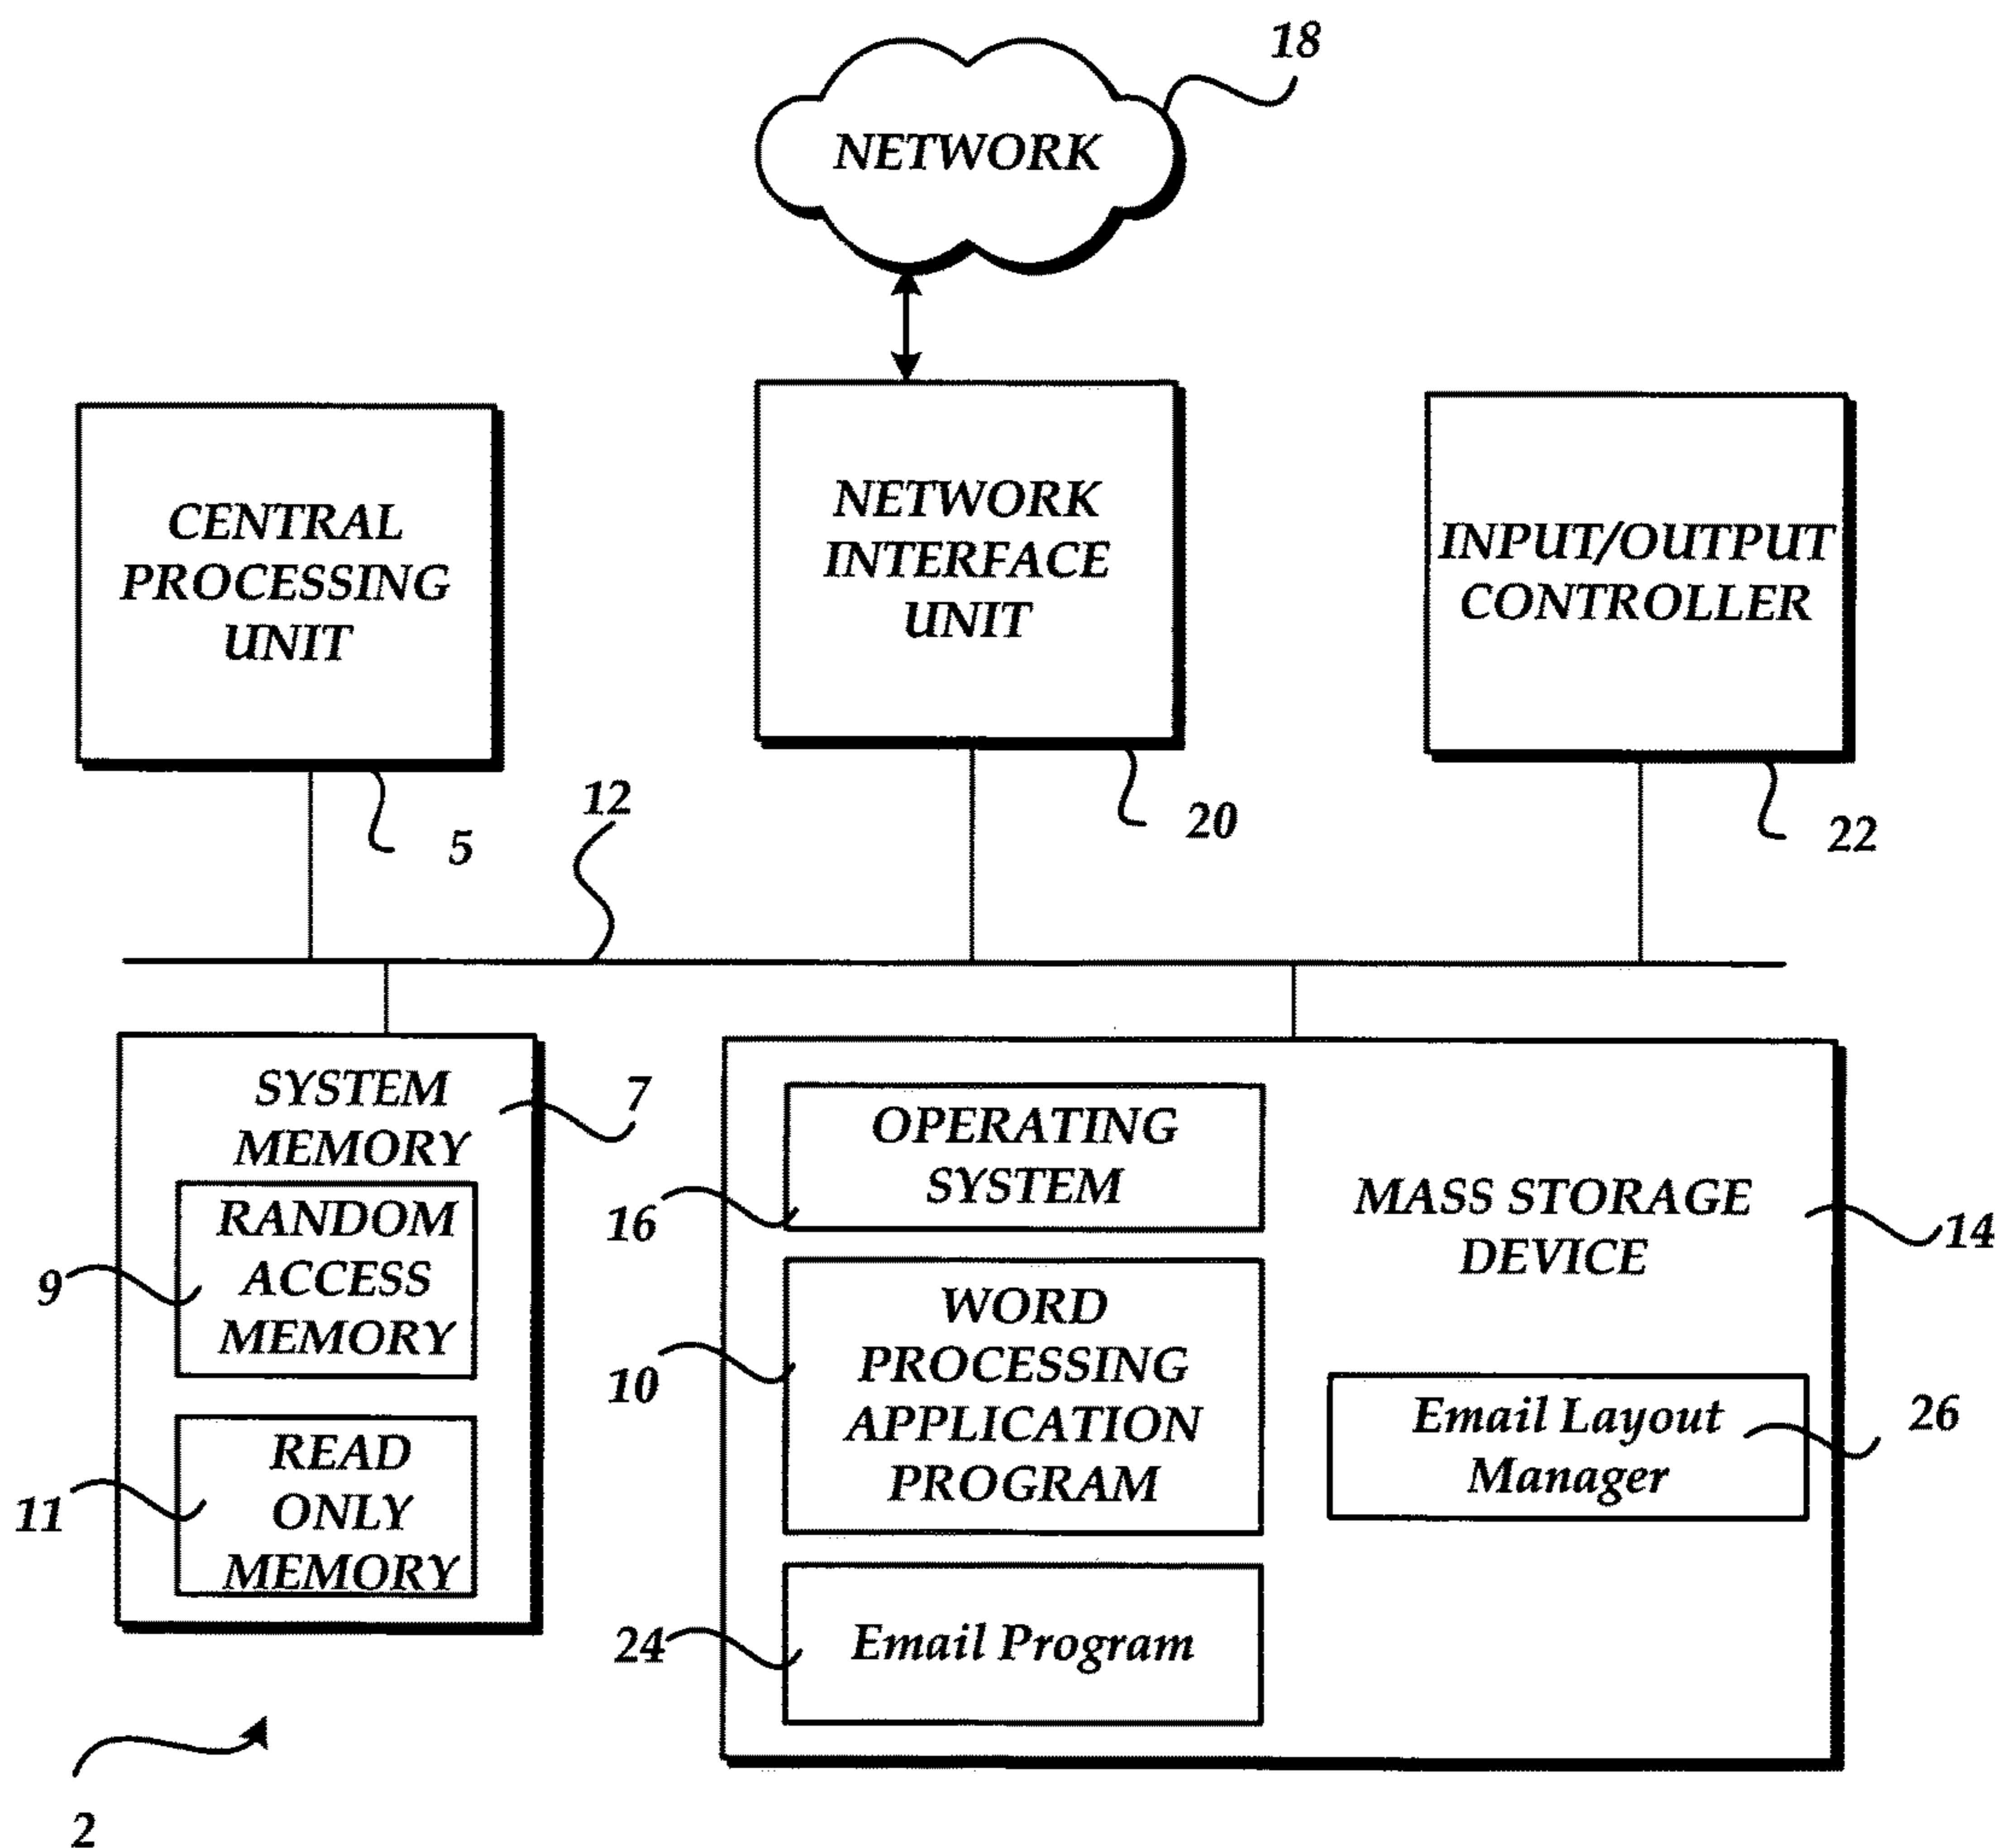 18
NETWORK
CENTRAL
PROCESSING
UNIT
NETWORK
INTERFACE
UNIT
INPUT/OUTPUT
CONTROLLER
12
5
20
22
SYSTEM
MEMORY
7
RANDOM
ACCESS
MEMORY
9
READ
ONLY
MEMORY
11
OPERATING
SYSTEM
16
MASS STORAGE
DEVICE
14
WORD
PROCESSING
APPLICATION
PROGRAM
10
Email Layout
Manager
26
Email Program
24
2